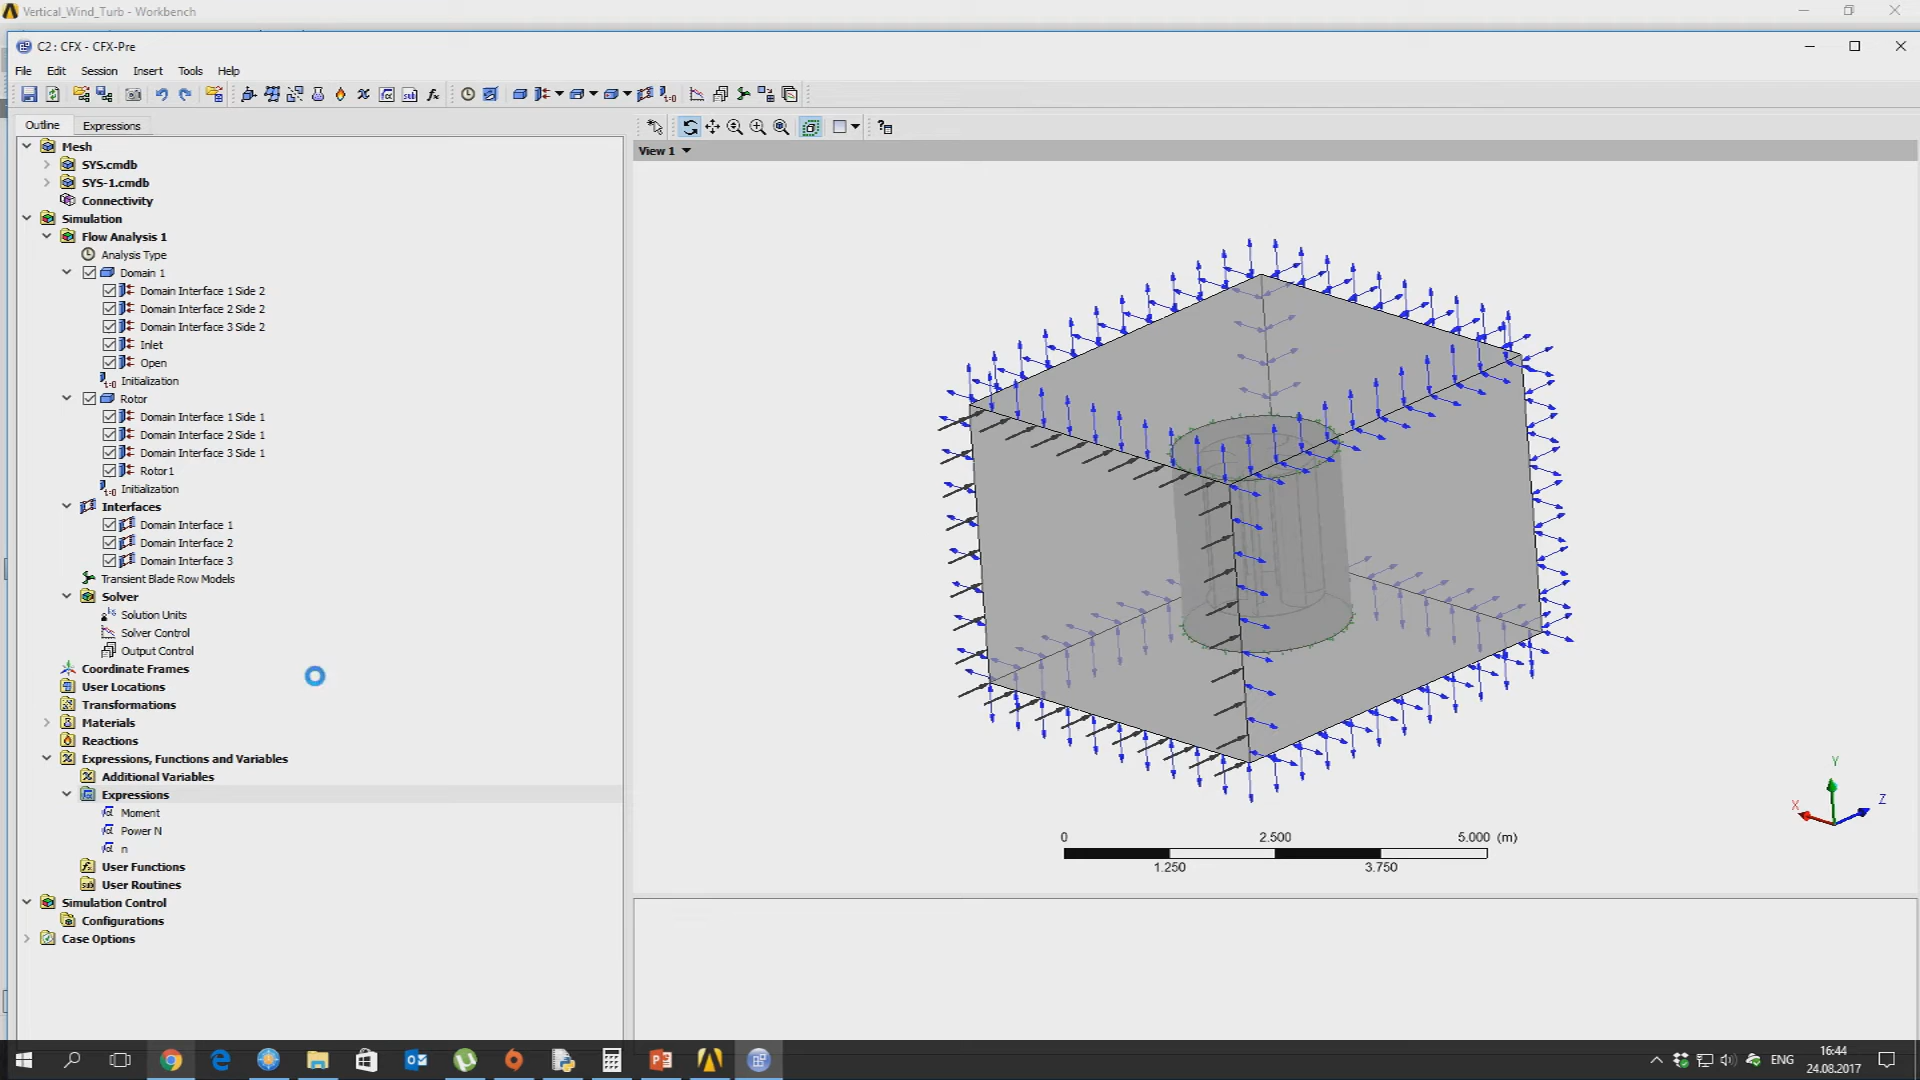 Vertical_Wind_Turb - Workbench
C2 : CFX - CFX-Pre
File Edit Session Insert Tools Help
Outline Expressions
View 1
Mesh
SYS.cmdb
SYS-1.cmdb
Connectivity
Simulation
Flow Analysis 1
Analysis Type
Domain 1
Domain Interface 1 Side 2
Domain Interface 2 Side 2
Domain Interface 3 Side 2
Inlet
Open
Initialization
Rotor
Domain Interface 1 Side 1
Domain Interface 2 Side 1
Domain Interface 3 Side 1
Rotor1
Initialization
Interfaces
Domain Interface 1
Domain Interface 2
Domain Interface 3
Transient Blade Row Models
Solver
Solution Units
Solver Control
Output Control
Coordinate Frames
User Locations
Transformations
Materials
Reactions
Expressions, Functions and Variables
Additional Variables
Expressions
Moment
Power N
n
User Functions
User Routines
Simulation Control
Configurations
Case Options
Y
X
Z
0 2.500 5.000 (m)
1.250 3.750
ENG
16:44
24.08.2017